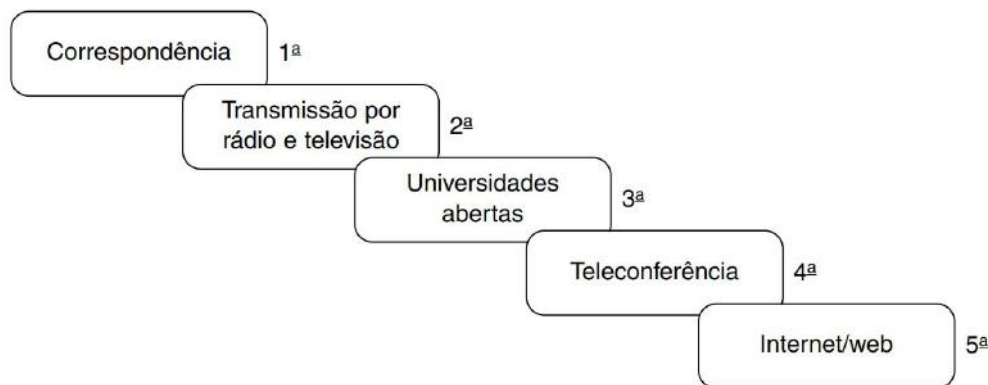 Correspondência
1ª
Transmissão por
rádio e televisão
2ª
Universidades
abertas
3ª
Teleconferência
4ª
Internet/web
5ª